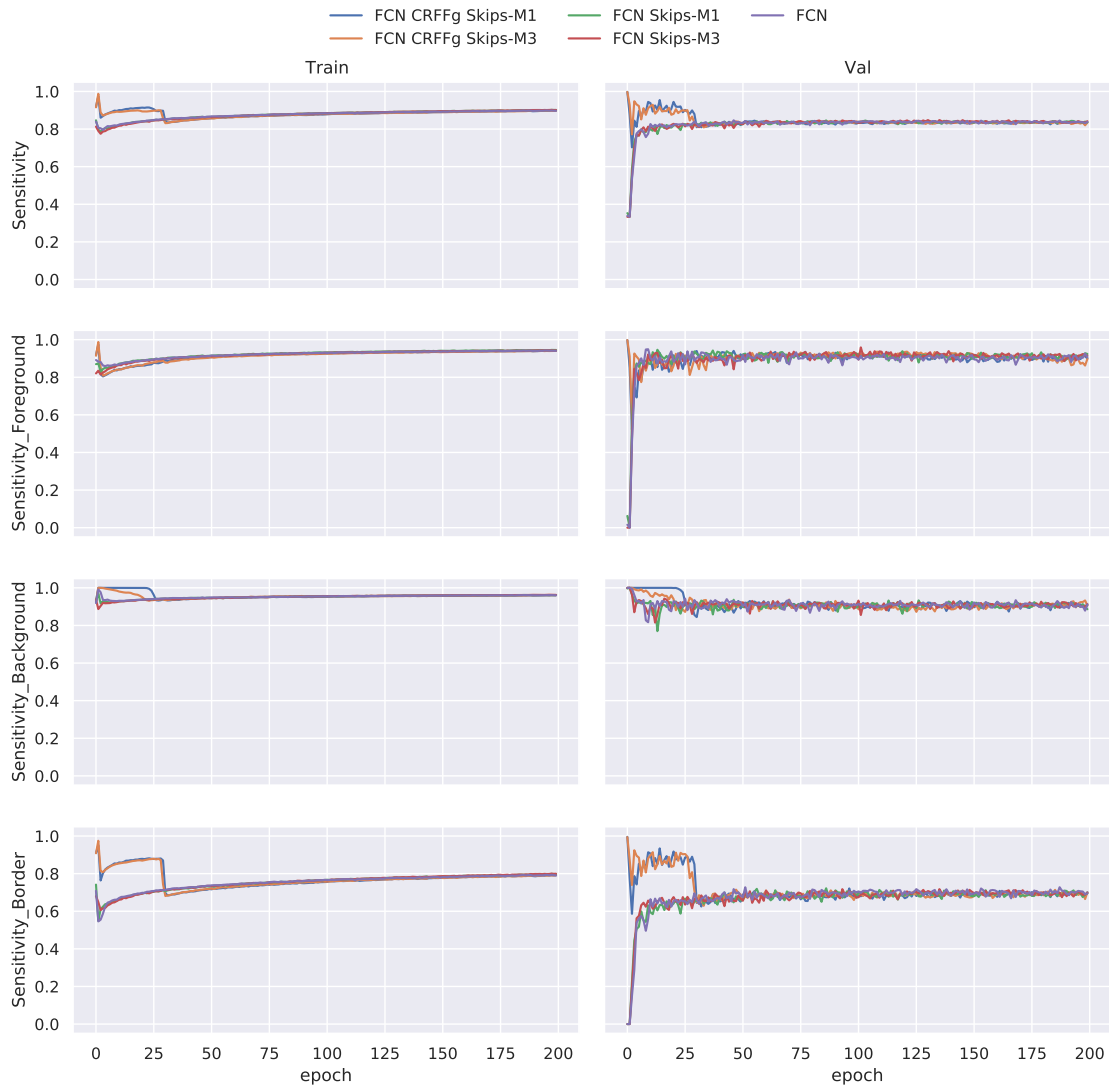 FCN CRFFg Skips-M1 FCN Skips-M1 FCN
FCN CRFFg Skips-M3 FCN Skips-M3
Train Val
Sensitivity
1.0
0.8
0.6
0.4
0.2
0.0
Sensitivity_Foreground
1.0
0.8
0.6
0.4
0.2
0.0
Sensitivity_Background
1.0
0.8
0.6
0.4
0.2
0.0
Sensitivity_Border
1.0
0.8
0.6
0.4
0.2
0.0
0 25 50 75 100 125 150 175 200 0 25 50 75 100 125 150 175 200
epoch epoch